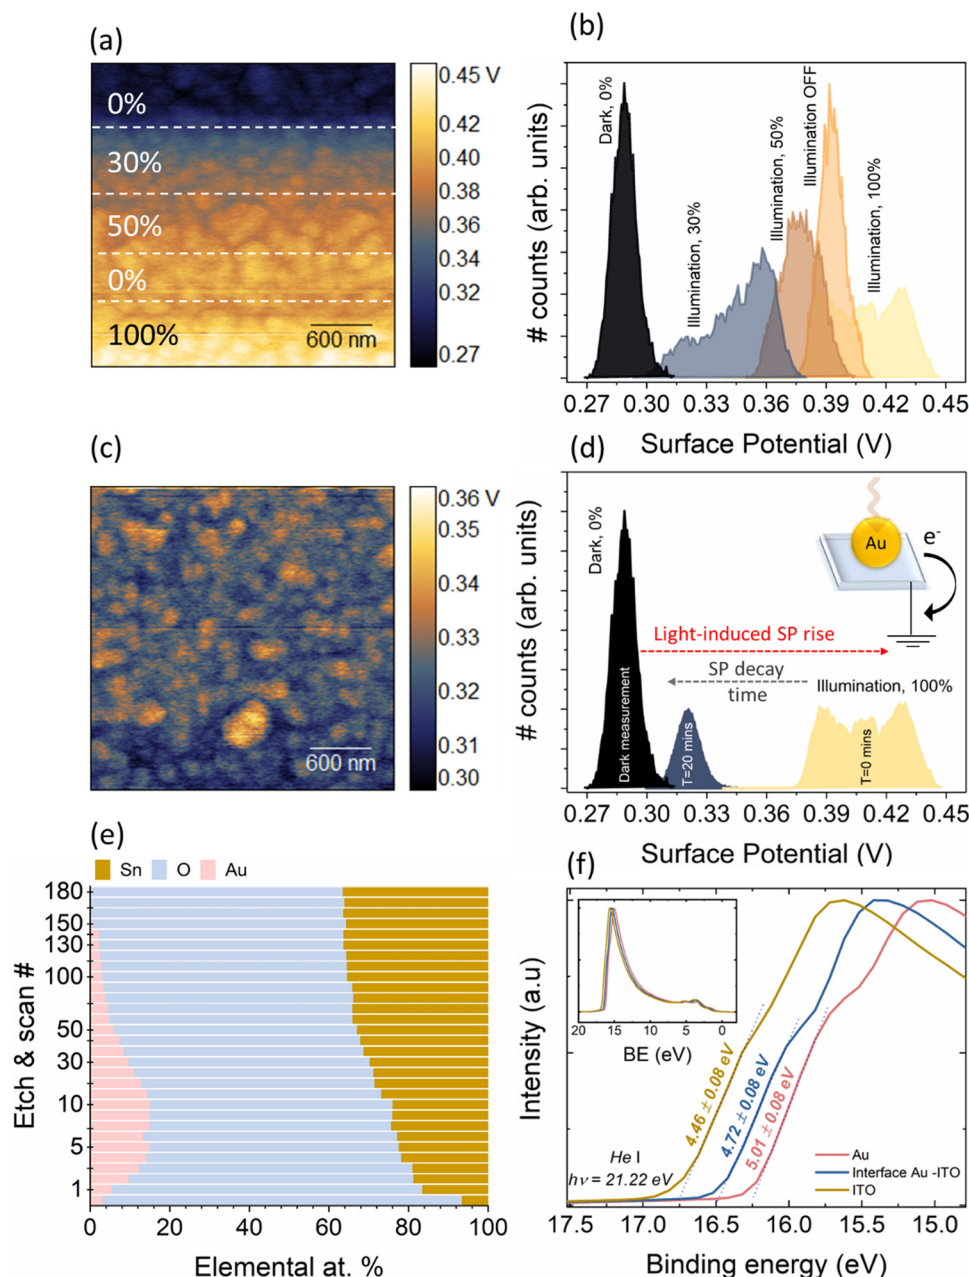 (a)
0%
30%
50%
0%
100%
600 nm
0.45 V
0.42
0.40
0.38
0.36
0.34
0.32
0.30
0.27
(b)
# counts (arb. units)
Dark, 0%
Illumination, 30%
Illumination, 50%
Illumination OFF
Illumination, 100%
0.27 0.30 0.33 0.36 0.39 0.42 0.45
Surface Potential (V)
(c)
600 nm
0.36 V
0.35
0.34
0.33
0.32
0.31
0.30
(d)
# counts (arb. units)
Dark, 0%
Dark measurement
T=20 mins
T=0 mins
Au
e-
Light-induced SP rise
SP decay
time
Illumination, 100%
0.27 0.30 0.33 0.36 0.39 0.42 0.45
Surface Potential (V)
(e)
Sn O Au
Etch & scan #
180
150
130
100
50
30
10
5
1
0 20 40 60 80 100
Elemental at. %
(f)
Intensity (a.u)
20 15 10 5 0
BE (eV)
4.46 ± 0.08 eV
4.72 ± 0.08 eV
5.01 ± 0.08 eV
He I
hν = 21.22 eV
Au
Interface Au -ITO
ITO
17.5 17.0 16.5 16.0 15.5 15.0
Binding energy (eV)